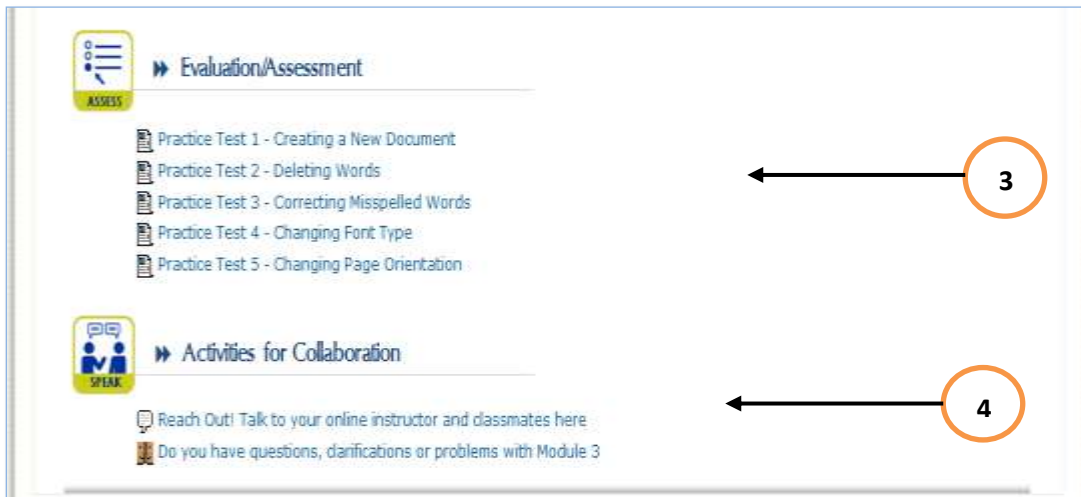 ASSESS
Evaluation/Assessment
Practice Test 1 - Creating a New Document
Practice Test 2 - Deleting Words
3
Practice Test 3 - Correcting Misspelled Words
Practice Test 4 - Changing Font Type
Practice Test 5 - Changing Page Orientation
SPEAK
Activities for Collaboration
4
Reach Out! Talk to your online instructor and classmates here
Do you have questions, clarifications or problems with Module 3